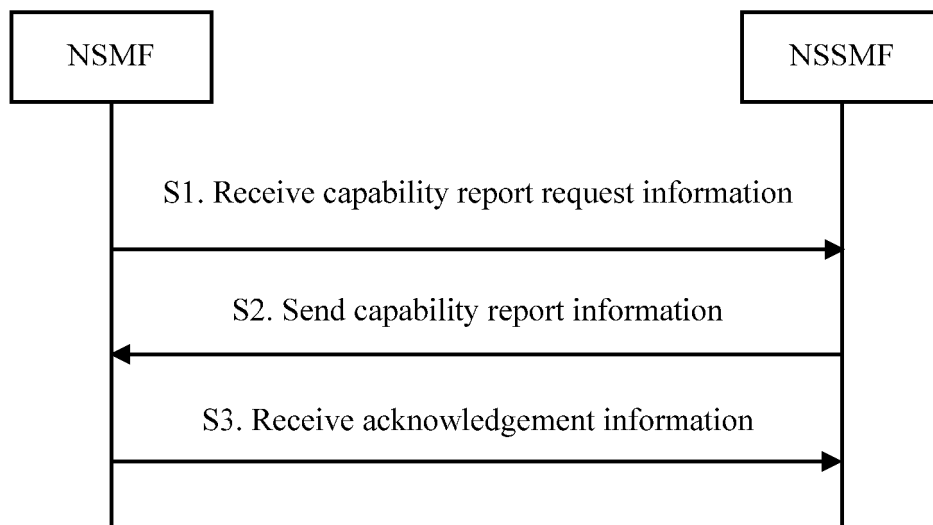 NSMF
NSSMF
S1. Receive capability report request information
S2. Send capability report information
S3. Receive acknowledgement information